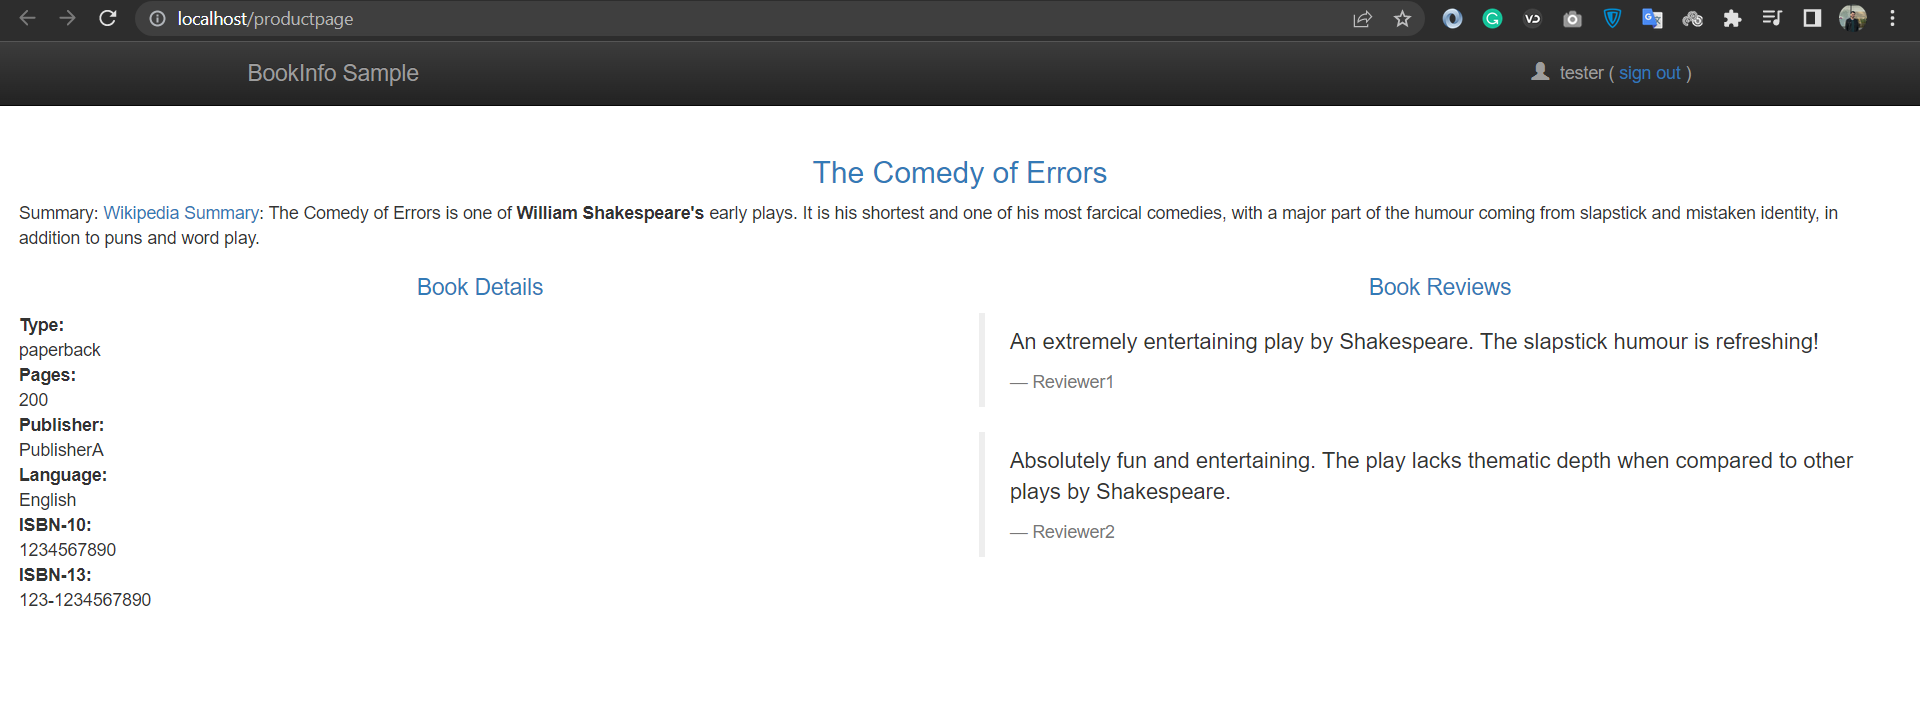 localhost/productpage
BookInfo Sample
tester ( sign out )
The Comedy of Errors
Summary: Wikipedia Summary: The Comedy of Errors is one of William Shakespeare's early plays. It is his shortest and one of his most farcical comedies, with a major part of the humour coming from slapstick and mistaken identity, in
addition to puns and word play.
Book Details
Type:
paperback
Pages:
200
Publisher:
PublisherA
Language:
English
ISBN-10:
1234567890
ISBN-13:
123-1234567890
Book Reviews
An extremely entertaining play by Shakespeare. The slapstick humour is refreshing!
— Reviewer1
Absolutely fun and entertaining. The play lacks thematic depth when compared to other
plays by Shakespeare.
— Reviewer2